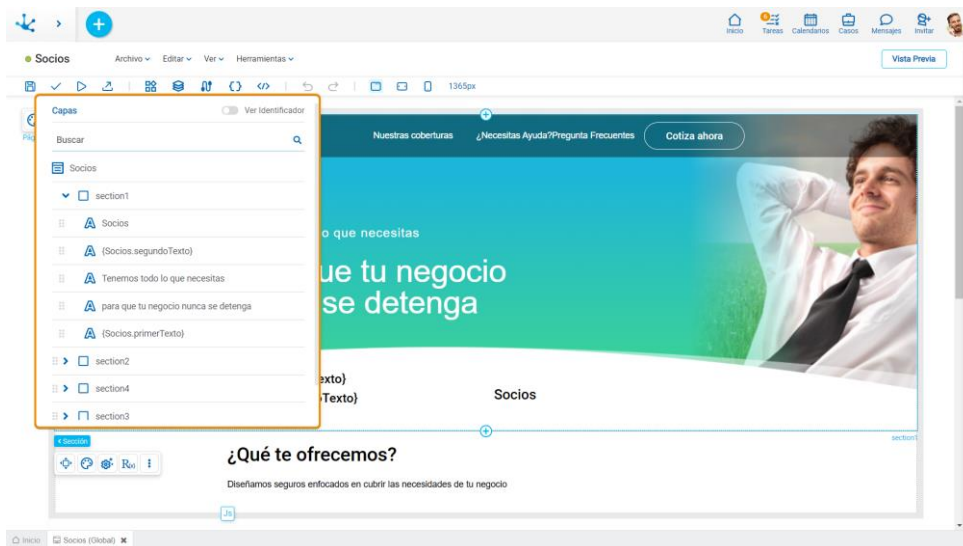 6
Inicio
Tareas
Calendarios
Casos
Mensajes
Invitar
Socios
Archivo
Editar
Ver
Herramientas
Vista Previa
1365px
Capas
Ver Identificador
Buscar
Socios
section1
Socios
{Socios.segundoTexto}
Tenemos todo lo que necesitas
para que tu negocio nunca se detenga
{Socios.primerTexto}
section2
section4
section3
Nuestras coberturas
¿Necesitas Ayuda?Pregunta Frecuentes
Cotiza ahora
o que necesitas
ue tu negocio
se detenga
exto}
Texto}
Socios
section1
Sección
R(x)
¿Qué te ofrecemos?
Diseñamos seguros enfocados en cubrir las necesidades de tu negocio
Js
Inicio
Socios (Global)